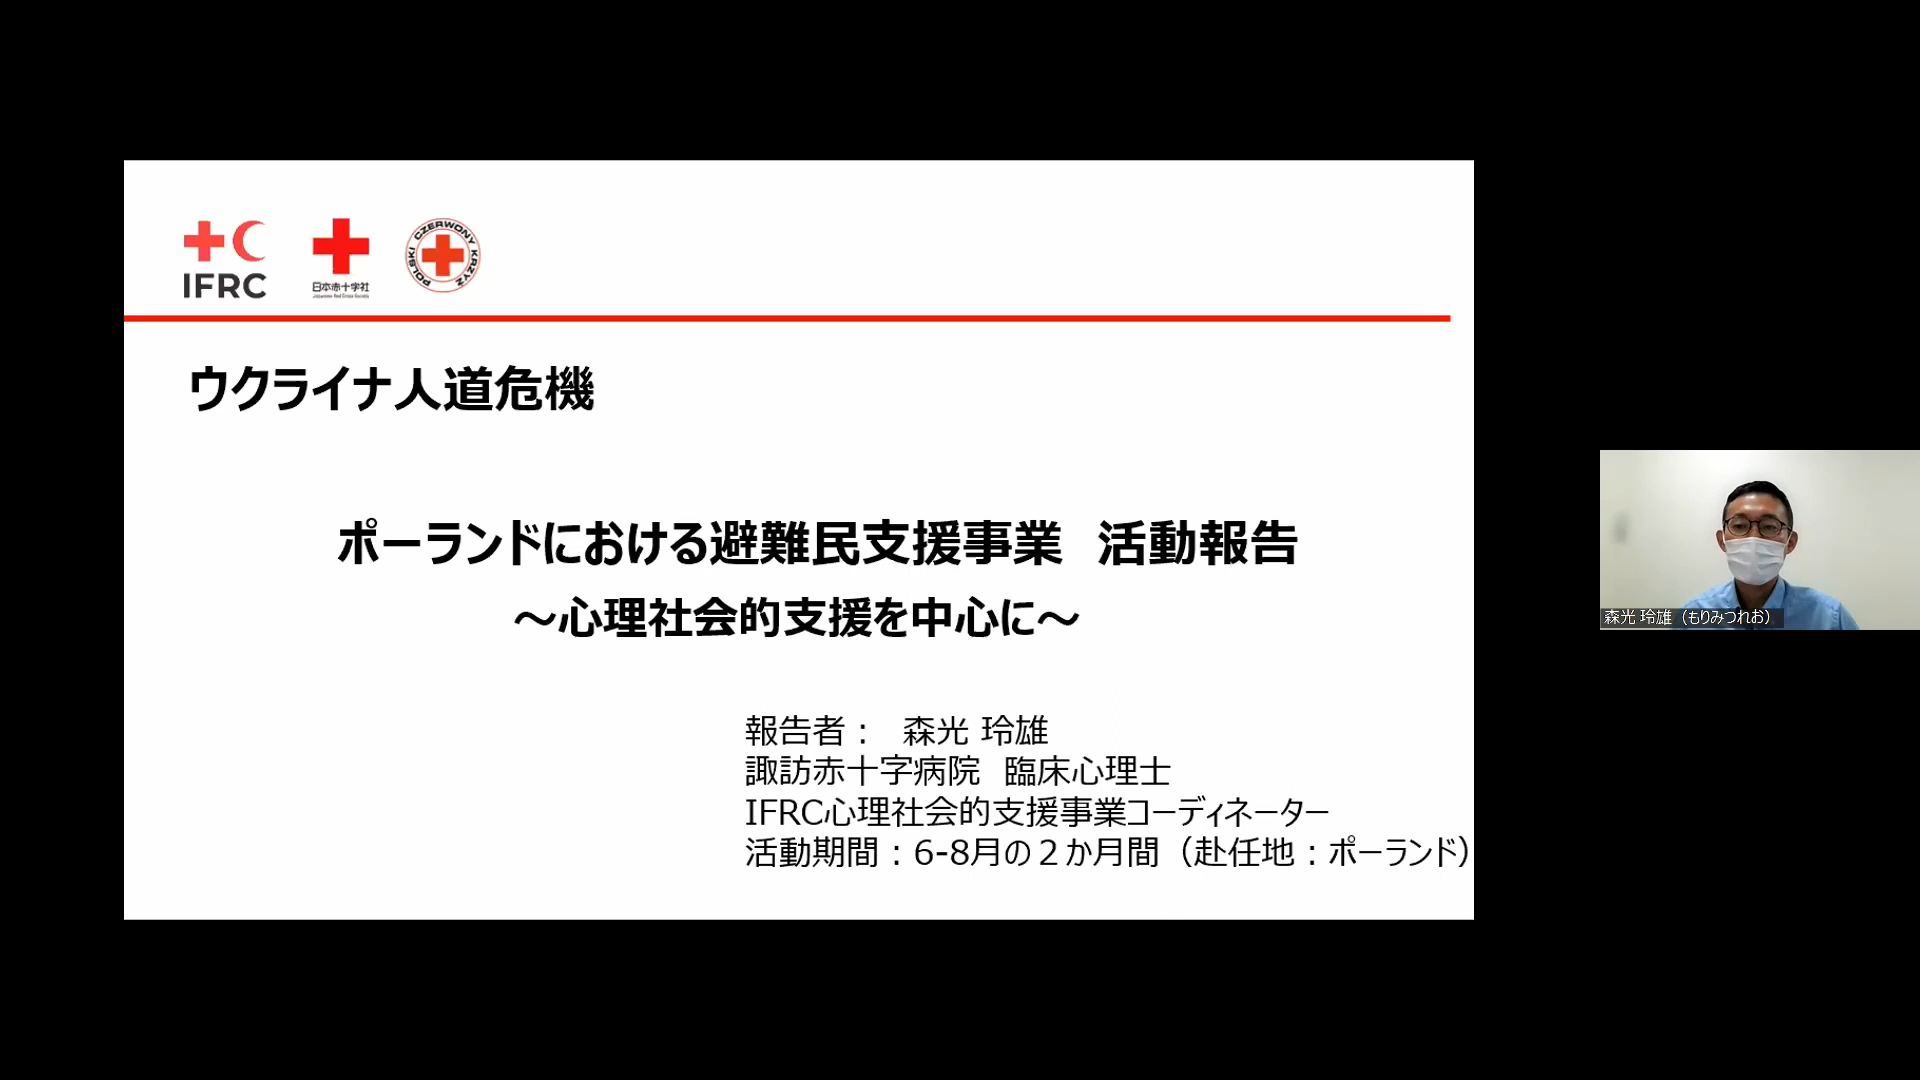 IFRC
日本赤十字社
Japanese Red Cross Society
POLSKI CZERWONY KRZYŻ
ウクライナ人道危機
ポーランドにおける避難民支援事業　活動報告
～心理社会的支援を中心に～
報告者：　森光 玲雄
諏訪赤十字病院　臨床心理士
IFRC心理社会的支援事業コーディネーター
活動期間：6-8月の２か月間（赴任地：ポーランド）
森光 玲雄（もりみつれお）